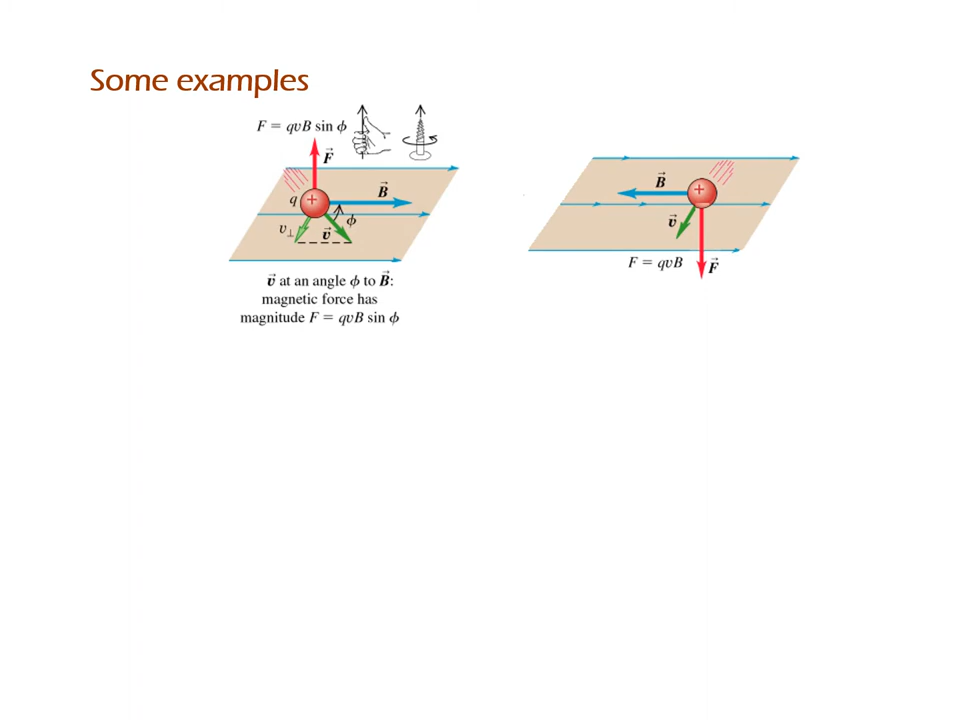 Some examples
F = qvB sin ϕ
F⃗
B⃗
q
+
ϕ
v⊥
v⃗
v⃗ at an angle ϕ to B⃗:
magnetic force has
magnitude F = qvB sin ϕ
B⃗
+
v⃗
F = qvB
F⃗